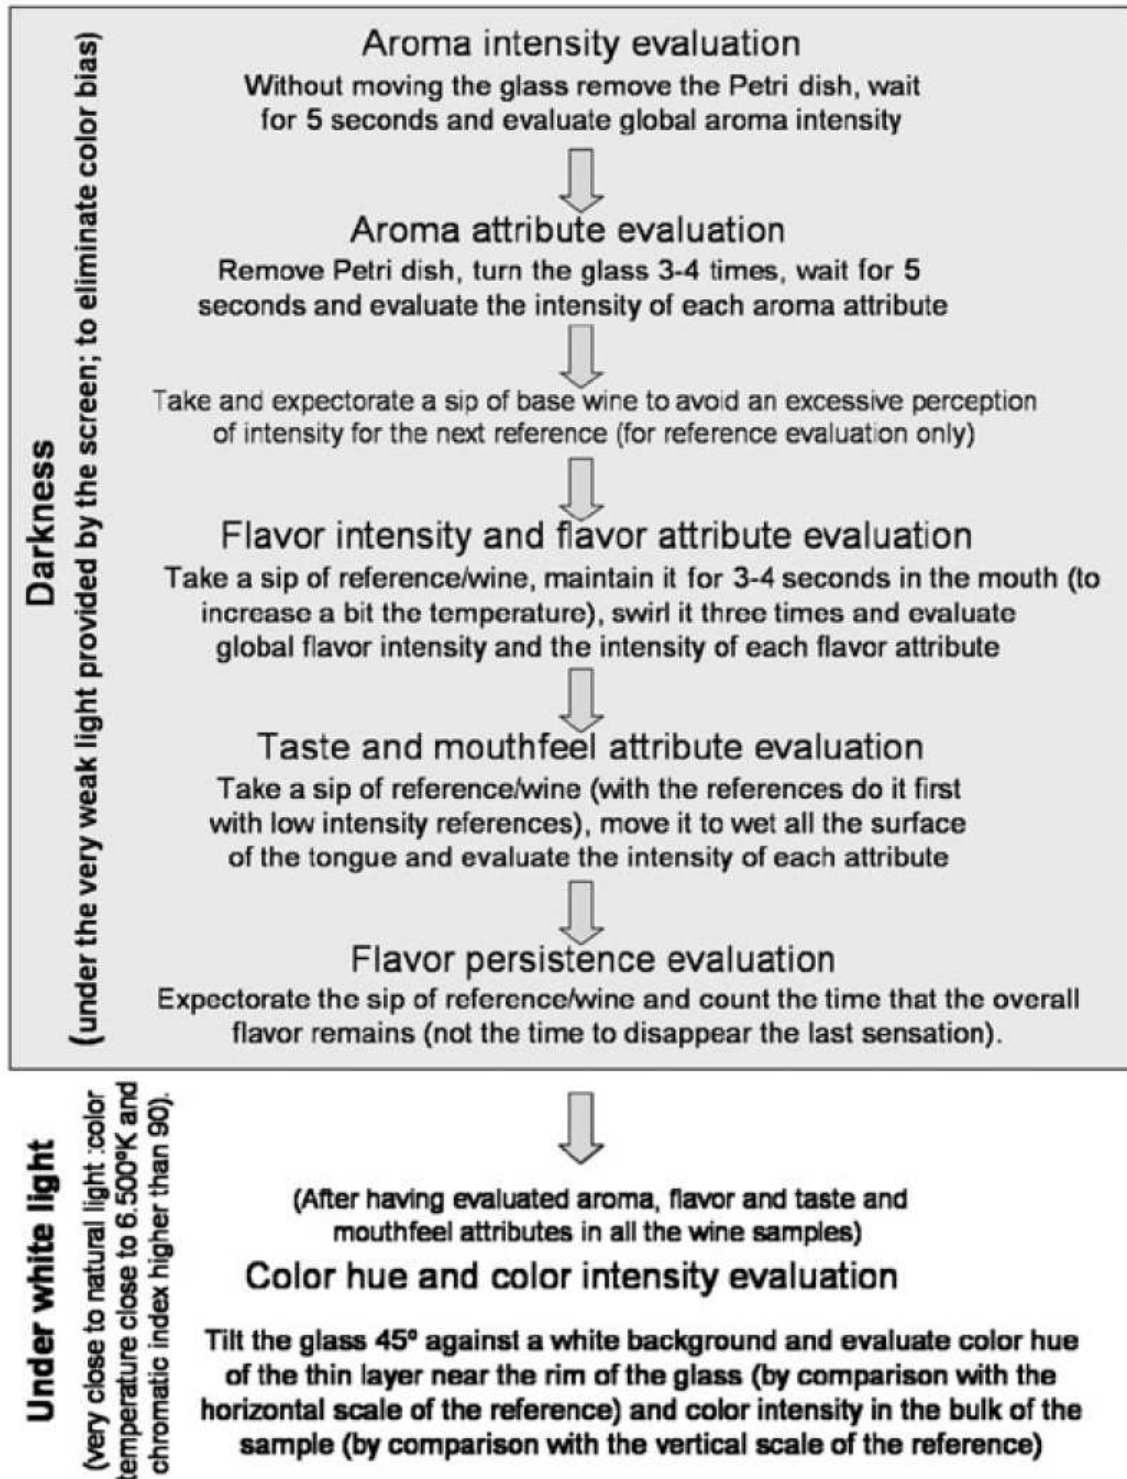 Aroma intensity evaluation
Without moving the glass remove the Petri dish, wait
for 5 seconds and evaluate global aroma intensity
Aroma attribute evaluation
Remove Petri dish, turn the glass 3-4 times, wait for 5
seconds and evaluate the intensity of each aroma attribute
Take and expectorate a sip of base wine to avoid an excessive perception
of intensity for the next reference (for reference evaluation only)
Flavor intensity and flavor attribute evaluation
Take a sip of reference/wine, maintain it for 3-4 seconds in the mouth (to
increase a bit the temperature), swirl it three times and evaluate
global flavor intensity and the intensity of each flavor attribute
Taste and mouthfeel attribute evaluation
Take a sip of reference/wine (with the references do it first
with low intensity references), move it to wet all the surface
of the tongue and evaluate the intensity of each attribute
Flavor persistence evaluation
Expectorate the sip of reference/wine and count the time that the overall
flavor remains (not the time to disappear the last sensation).
Darkness
(under the very weak light provided by the screen; to eliminate color bias)
Under white light
(very close to natural light :color
temperature close to 6.500ºK and
chromatic index higher than 90).
(After having evaluated aroma, flavor and taste and
mouthfeel attributes in all the wine samples)
Color hue and color intensity evaluation
Tilt the glass 45º against a white background and evaluate color hue
of the thin layer near the rim of the glass (by comparison with the
horizontal scale of the reference) and color intensity in the bulk of the
sample (by comparison with the vertical scale of the reference)